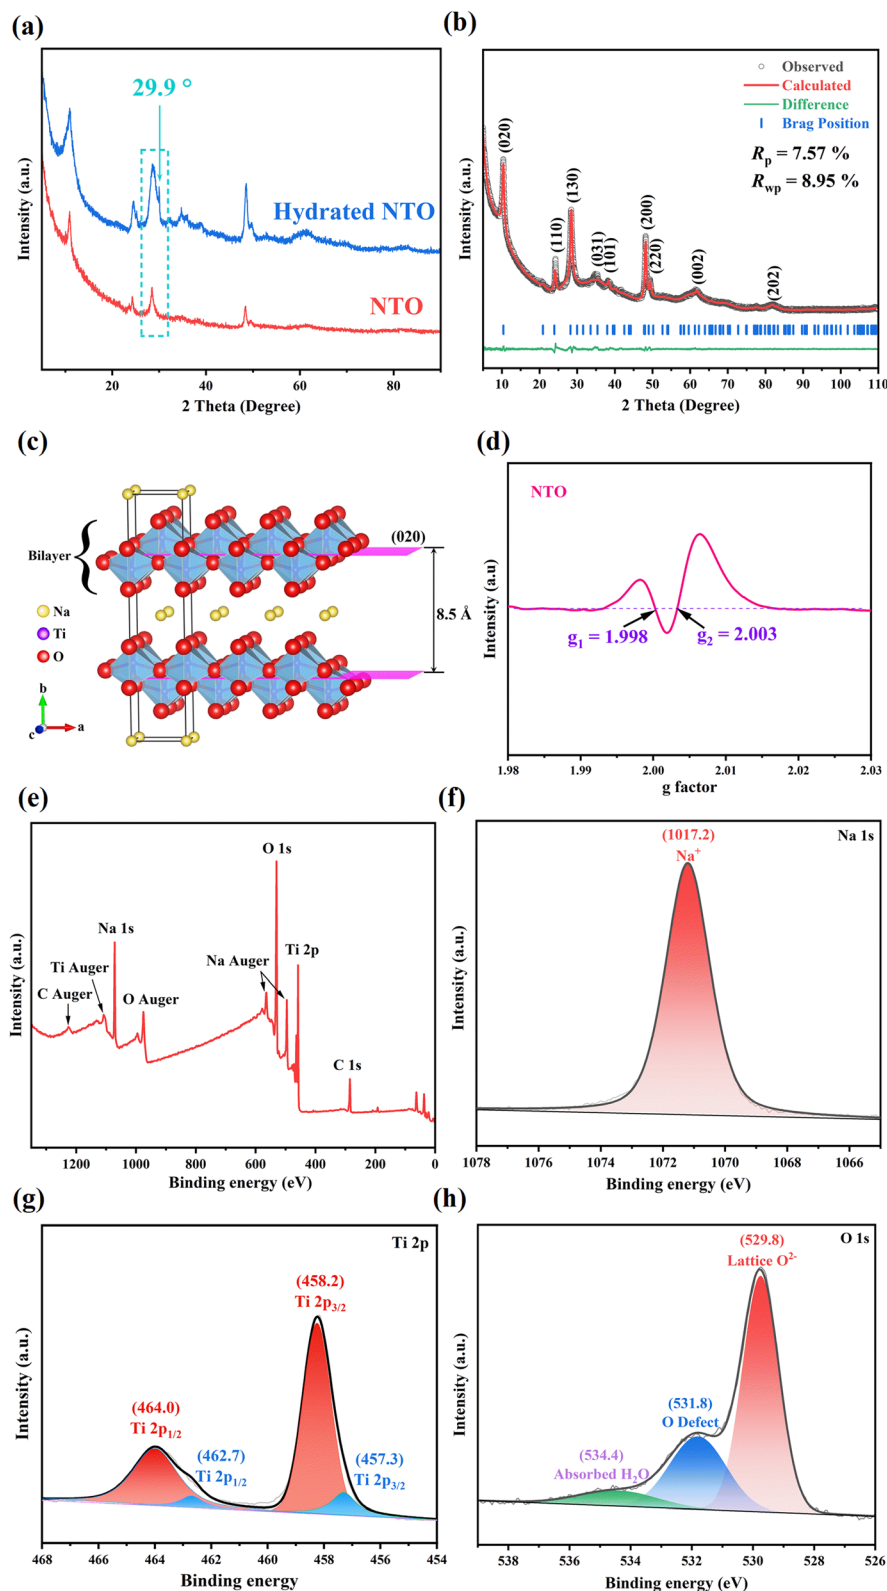 (a)
29.9 °
Hydrated NTO
NTO
Intensity (a.u.)
20
40
60
80
2 Theta (Degree)
(b)
Observed
Calculated
Difference
Brag Position
Rp = 7.57 %
Rwp = 8.95 %
(020)
(110)
(130)
(031)
(101)
(200)
(220)
(002)
(202)
Intensity (a.u.)
10
20
30
40
50
60
70
80
90
100
110
2 Theta (Degree)
(c)
Bilayer
(020)
8.5 Å
Na
Ti
O
b
c
a
(d)
NTO
g1 = 1.998
g2 = 2.003
Intensity (a.u)
1.98
1.99
2.00
2.01
2.02
2.03
g factor
(e)
O 1s
Na 1s
Ti 2p
Na Auger
Ti Auger
C Auger
O Auger
C 1s
Intensity (a.u.)
1200
1000
800
600
400
200
0
Binding energy (eV)
(f)
(1017.2)
Na+
Na 1s
Intensity (a.u.)
1078
1076
1074
1072
1070
1068
1066
Binding energy (eV)
(g)
Ti 2p
(458.2)
Ti 2p3/2
(464.0)
Ti 2p1/2
(462.7)
Ti 2p1/2
(457.3)
Ti 2p3/2
Intensity (a.u.)
468
466
464
462
460
458
456
454
Binding energy
(h)
(529.8)
Lattice O2-
O 1s
(531.8)
O Defect
(534.4)
Absorbed H2O
Intensity (a.u.)
538
536
534
532
530
528
526
Binding energy (eV)